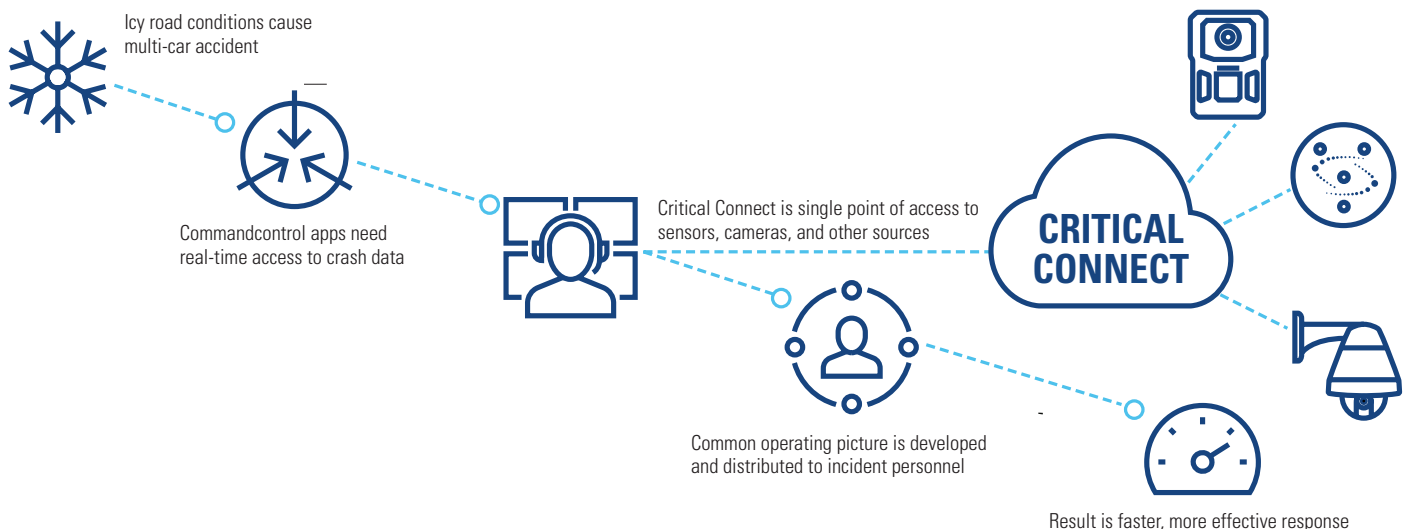 Icy road conditions cause
multi-car accident
Commandcontrol apps need
real-time access to crash data
Critical Connect is single point of access to
sensors, cameras, and other sources
CRITICAL
CONNECT
Common operating picture is developed
and distributed to incident personnel
Result is faster, more effective response